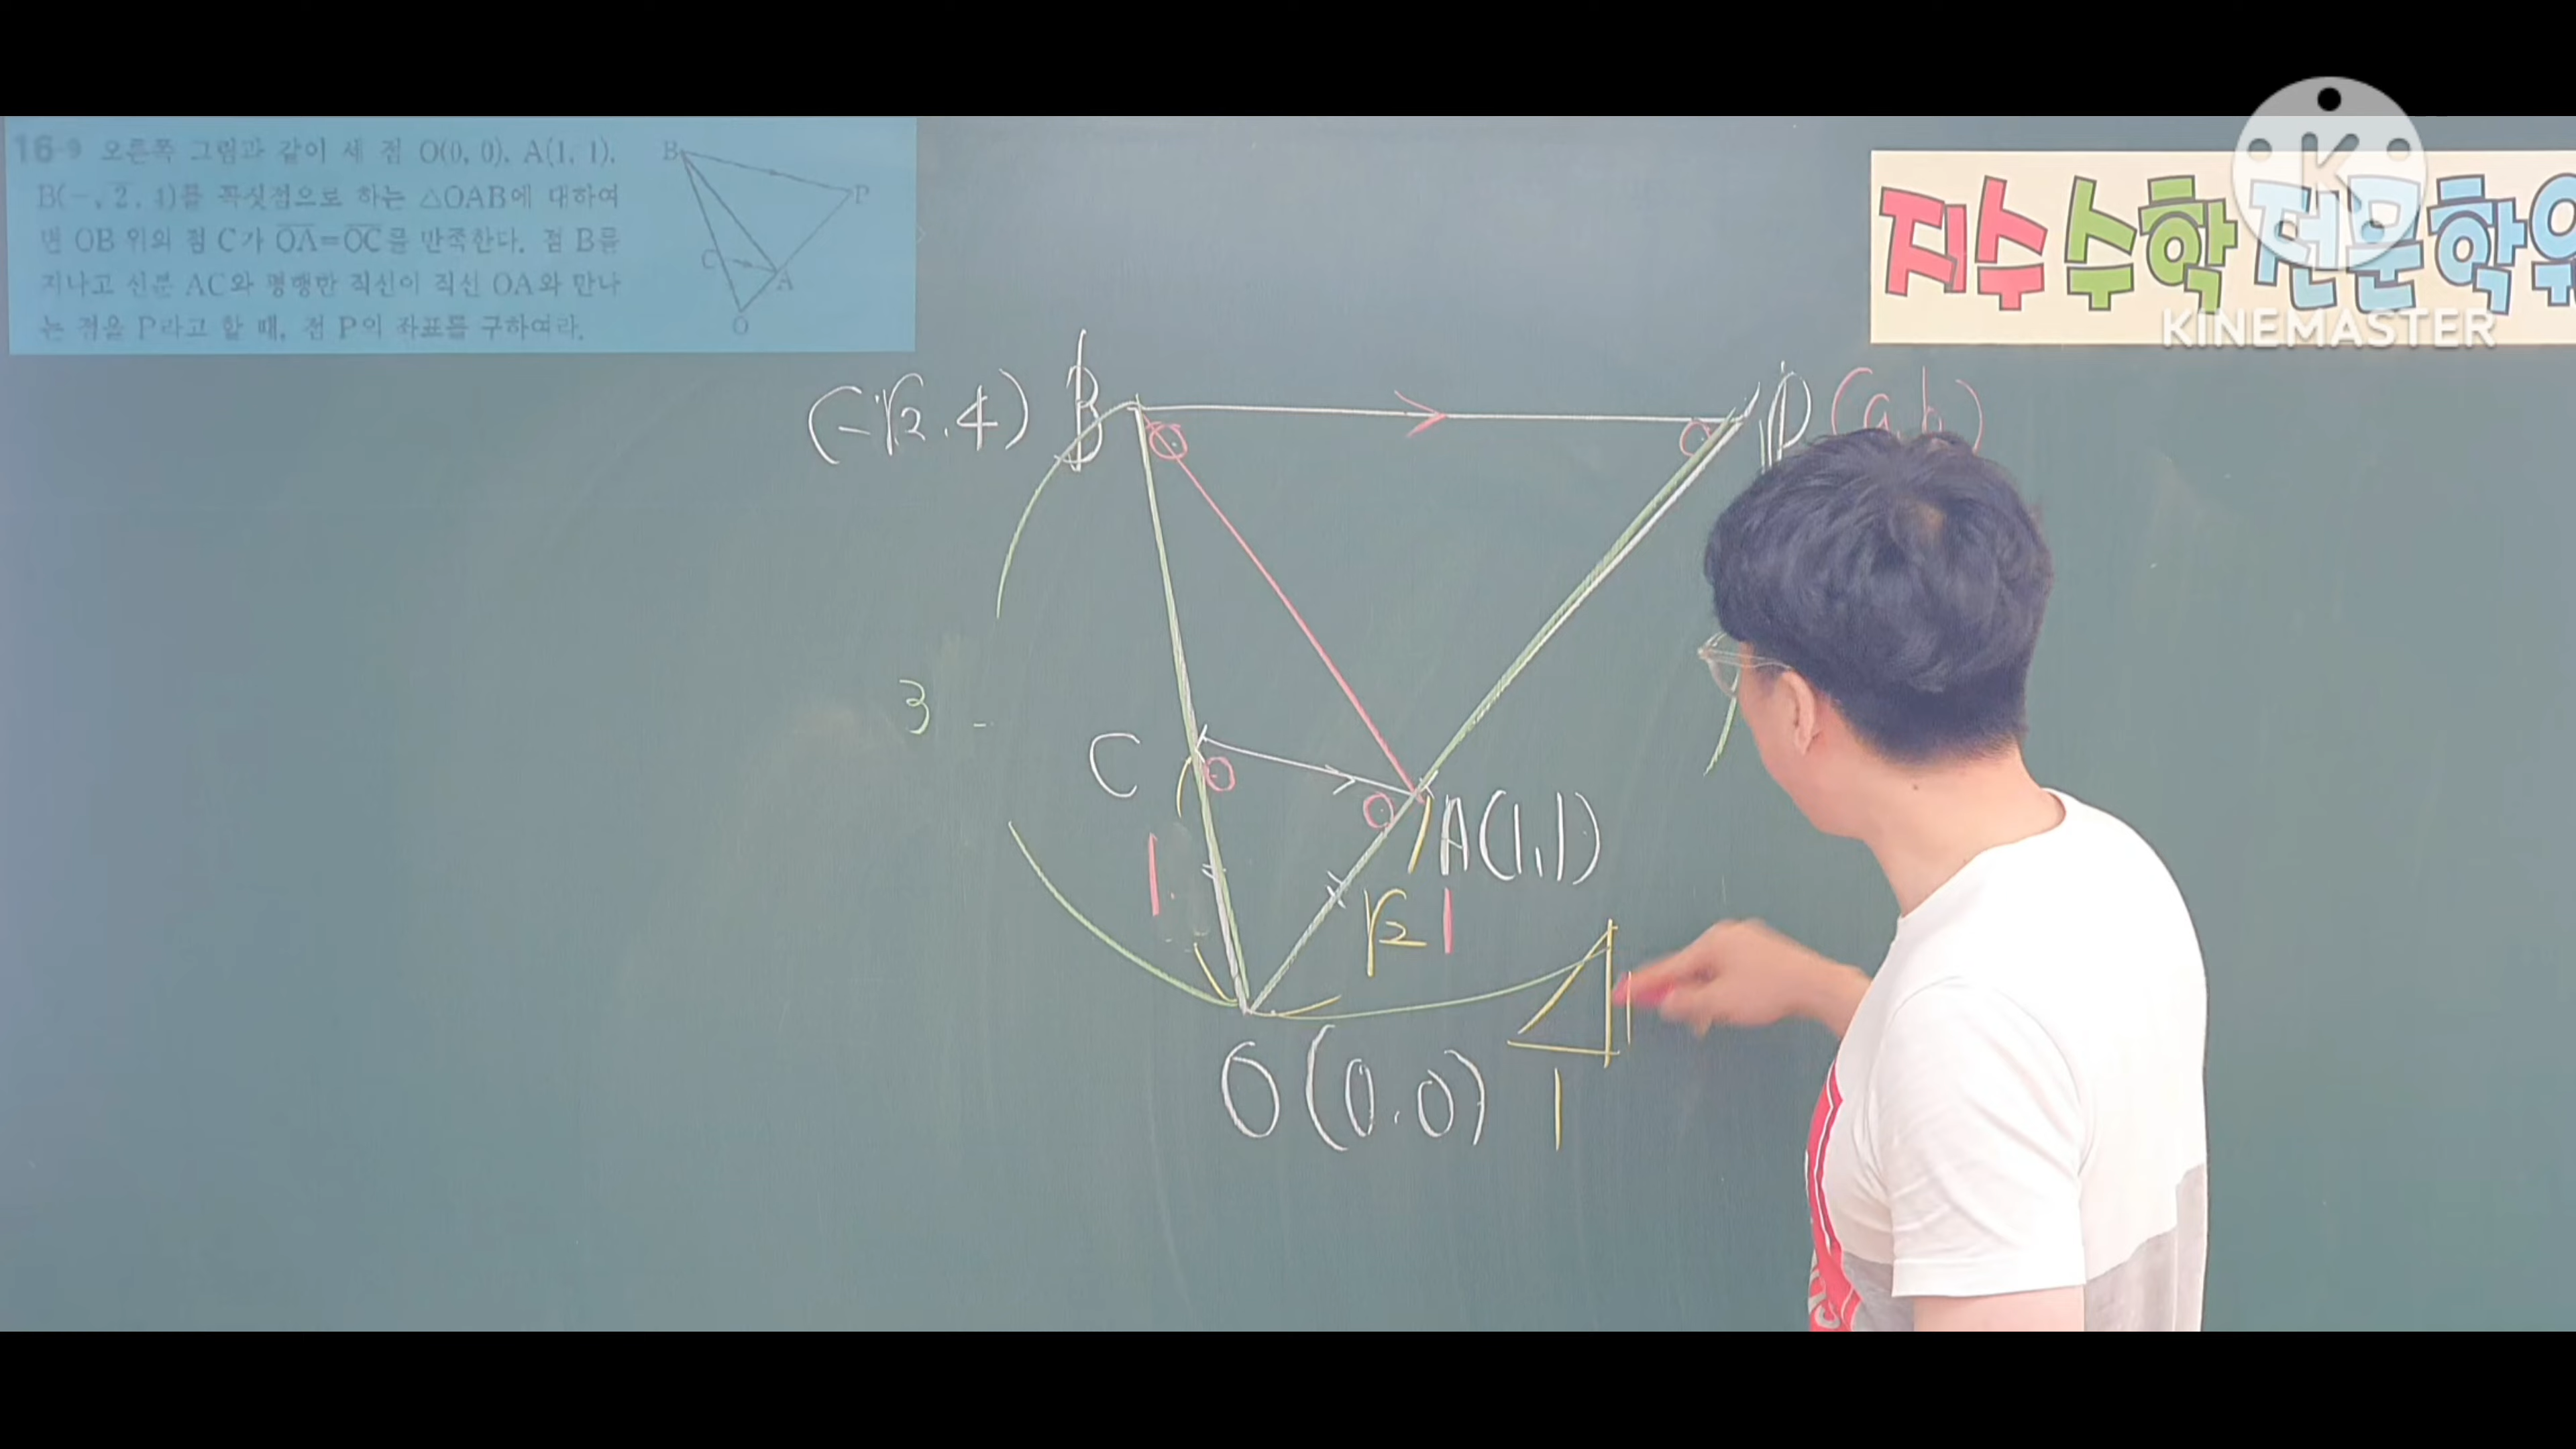 16-9 오른쪽 그림과 같이 세 점 O(0, 0), A(1, 1),
B(-√2, 4)를 꼭짓점으로 하는 △OAB에 대하여
변 OB 위의 점 C가 OA=OC를 만족한다. 점 B를
지나고 선분 AC와 평행한 직선이 직선 OA와 만나
는 점을 P라고 할 때, 점 P의 좌표를 구하여라.
B
P
C
A
O
지수수학전문학원
KINEMASTER
(-√2, 4) B
P(a, b)
3
C
A(1,1)
1
√2 1
1
O(0.0)
1